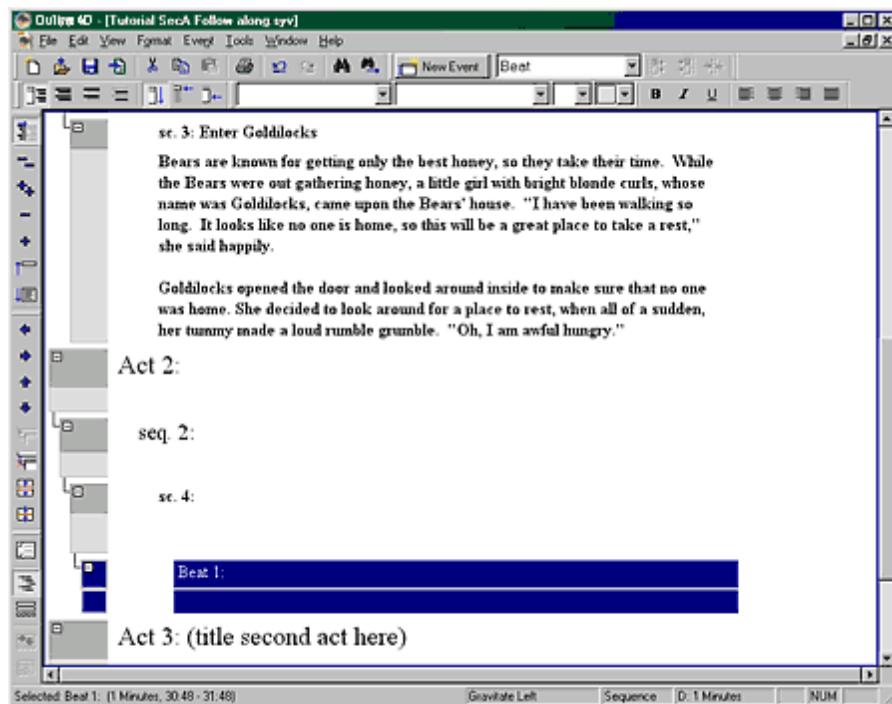 Outline 4D - [Tutorial SecA Follow along syv]
File Edit View Format Event Tools Window Help
New Event Beat
B I U
sc. 3: Enter Goldilocks
Bears are known for getting only the best honey, so they take their time. While
the Bears were out gathering honey, a little girl with bright blonde curls, whose
name was Goldilocks, came upon the Bears' house. "I have been walking so
long. It looks like no one is home, so this will be a great place to take a rest,"
she said happily.
Goldilocks opened the door and looked around inside to make sure that no one
was home. She decided to look around for a place to rest, when all of a sudden,
her tummy made a loud rumble grumble. "Oh, I am awful hungry."
Act 2:
seq. 2:
sc. 4:
Beat 1:
Act 3: (title second act here)
Selected: Beat 1: (1 Minutes, 30:48 - 31:48) Gravitate Left Sequence D: 1 Minutes NUM